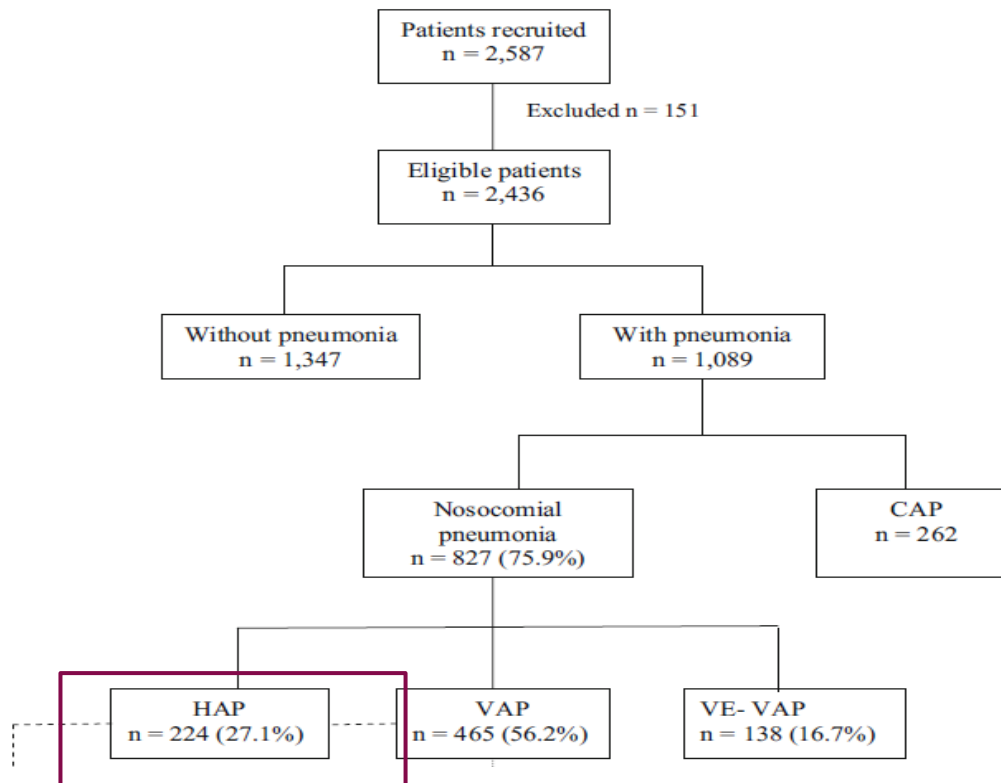 Patients recruited
n = 2,587
Excluded n = 151
Eligible patients
n = 2,436
Without pneumonia
n = 1,347
With pneumonia
n = 1,089
Nosocomial
pneumonia
n = 827 (75.9%)
CAP
n = 262
HAP
n = 224 (27.1%)
VAP
n = 465 (56.2%)
VE- VAP
n = 138 (16.7%)